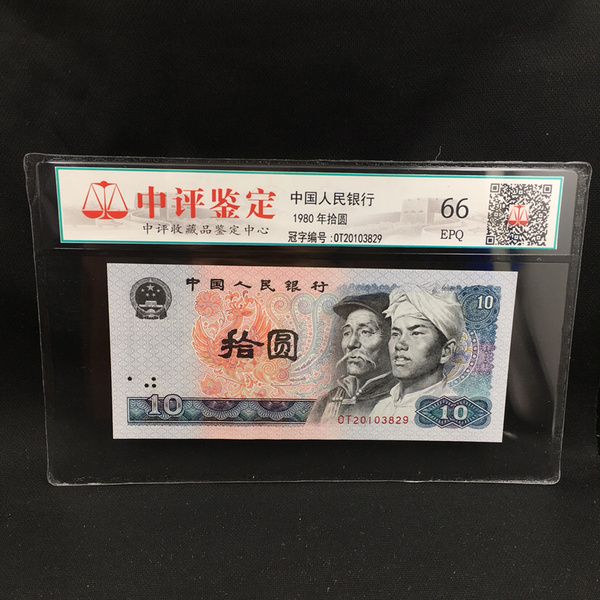 中评鉴定
中评收藏品鉴定中心
中国人民银行
1980 年拾圆
冠字编号:OT20103829
66
EPQ
中国人民银行
10
拾圆
10
OT20103829
10